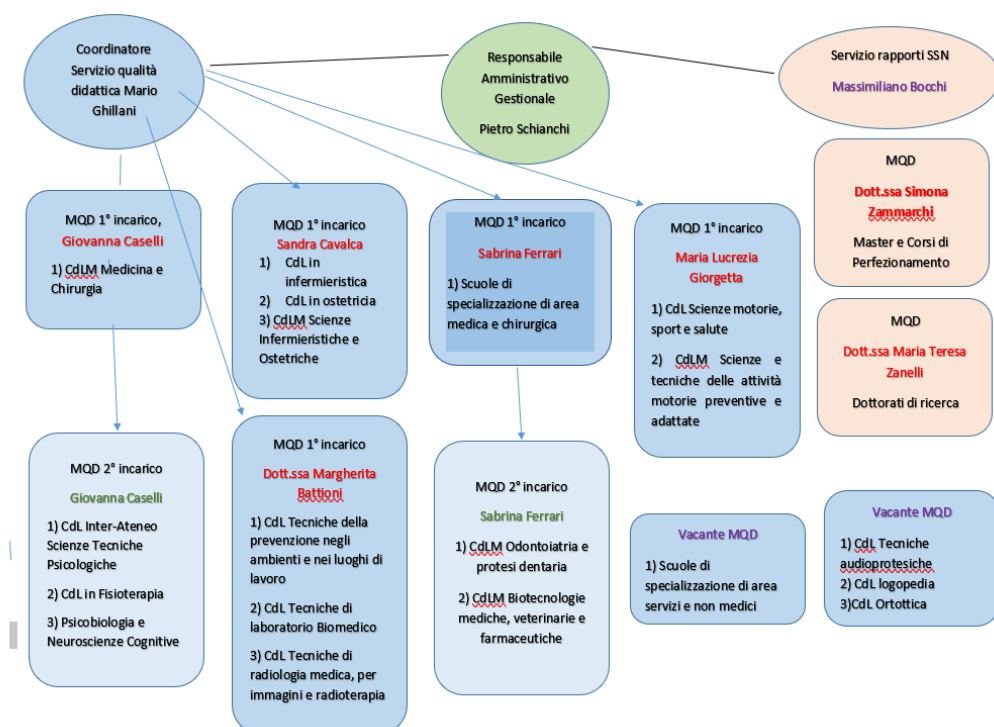 Coordinatore
Servizio qualità
didattica Mario
Ghillani
Responsabile
Amministrativo
Gestionale
Pietro Schianchi
Servizio rapporti SSN
Massimiliano Bocchi
MQD 1° incarico,
Giovanna Caselli
1) CdLM Medicina e
Chirurgia
MQD 1° incarico
Sandra Cavalca
1) CdL in
infermieristica
2) CdL in ostetricia
3) CdLM Scienze
Infermieristiche e
Ostetriche
MQD 1° incarico
Sabrina Ferrari
1) Scuole di
specializzazione di area
medica e chirurgica
MQD 1° incarico
Maria Lucrezia
Giorgetta
1) CdL Scienze motorie,
sport e salute
2) CdLM Scienze e
tecniche delle attività
motorie preventive e
adattate
MQD
Dott.ssa Simona
Zammarchi
Master e Corsi di
Perfezionamento
MQD
Dott.ssa Maria Teresa
Zanelli
Dottorati di ricerca
MQD 2° incarico
Giovanna Caselli
1) CdL Inter-Ateneo
Scienze Tecniche
Psicologiche
2) CdL in Fisioterapia
3) Psicobiologia e
Neuroscienze Cognitive
MQD 1° incarico
Dott.ssa Margherita
Battioni
1) CdL Tecniche della
prevenzione negli
ambienti e nei luoghi di
lavoro
2) CdL Tecniche di
laboratorio Biomedico
3) CdL Tecniche di
radiologia medica, per
immagini e radioterapia
MQD 2° incarico
Sabrina Ferrari
1) CdLM Odontoiatria e
protesi dentaria
2) CdLM Biotecnologie
mediche, veterinarie e
farmaceutiche
Vacante MQD
1) Scuole di
specializzazione di area
servizi e non medici
Vacante MQD
1) CdL Tecniche
audioprotesiche
2) CdL logopedia
3)CdL Ortottica